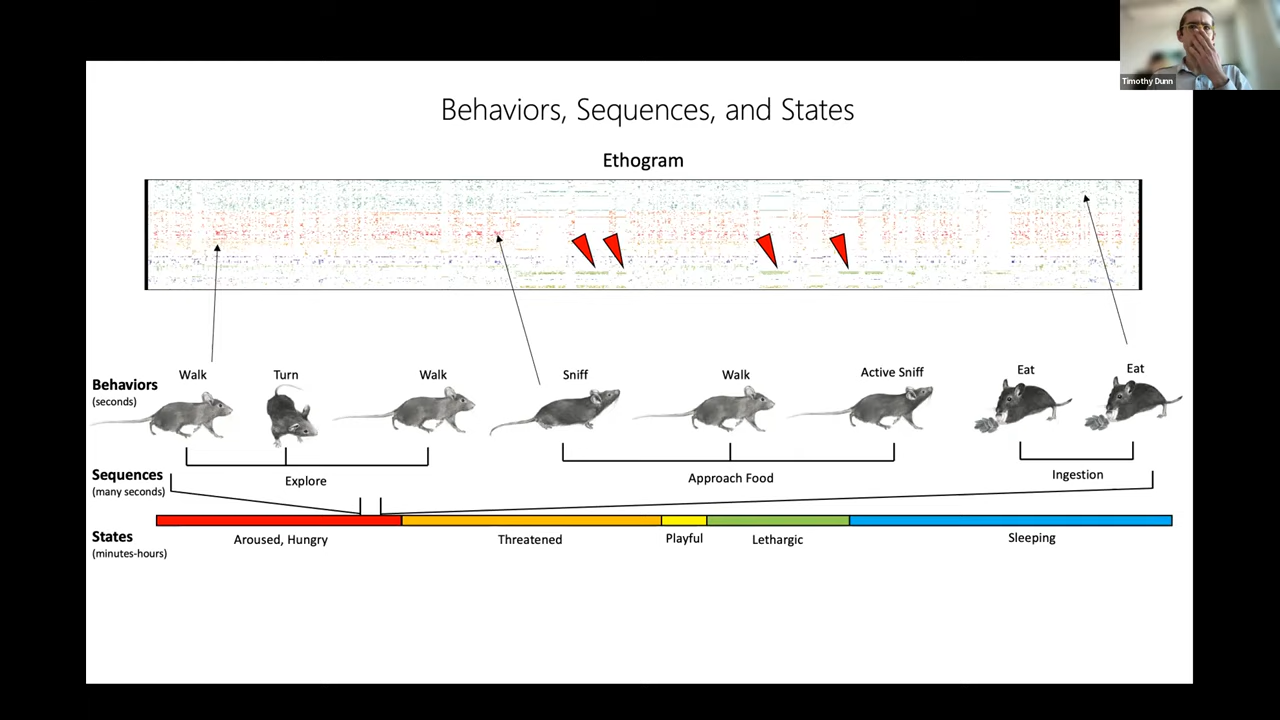 Timothy Dunn
Behaviors, Sequences, and States
Ethogram
Walk
Turn
Walk
Sniff
Walk
Active Sniff
Eat
Eat
Behaviors
(seconds)
Sequences
(many seconds)
Explore
Approach Food
Ingestion
States
(minutes-hours)
Aroused, Hungry
Threatened
Playful
Lethargic
Sleeping